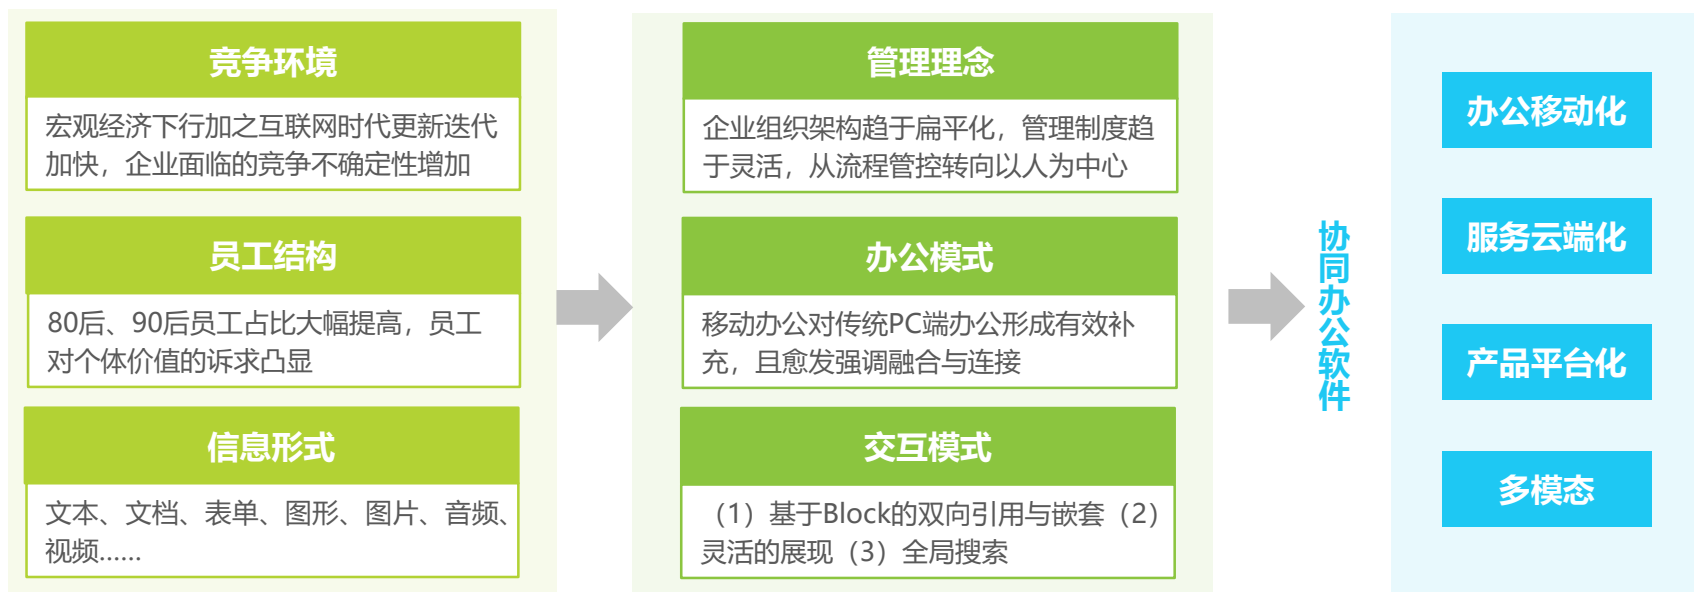 竞争环境
宏观经济下行加之互联网时代更新迭代
加快，企业面临的竞争不确定性增加
员工结构
80后、90后员工占比大幅提高，员工
对个体价值的诉求凸显
信息形式
文本、文档、表单、图形、图片、音频、
视频......
管理理念
企业组织架构趋于扁平化，管理制度趋
于灵活，从流程管控转向以人为中心
办公模式
移动办公对传统PC端办公形成有效补
充，且愈发强调融合与连接
交互模式
（1）基于Block的双向引用与嵌套（2）
灵活的展现（3）全局搜索
协同办公软件
办公移动化
服务云端化
产品平台化
多模态